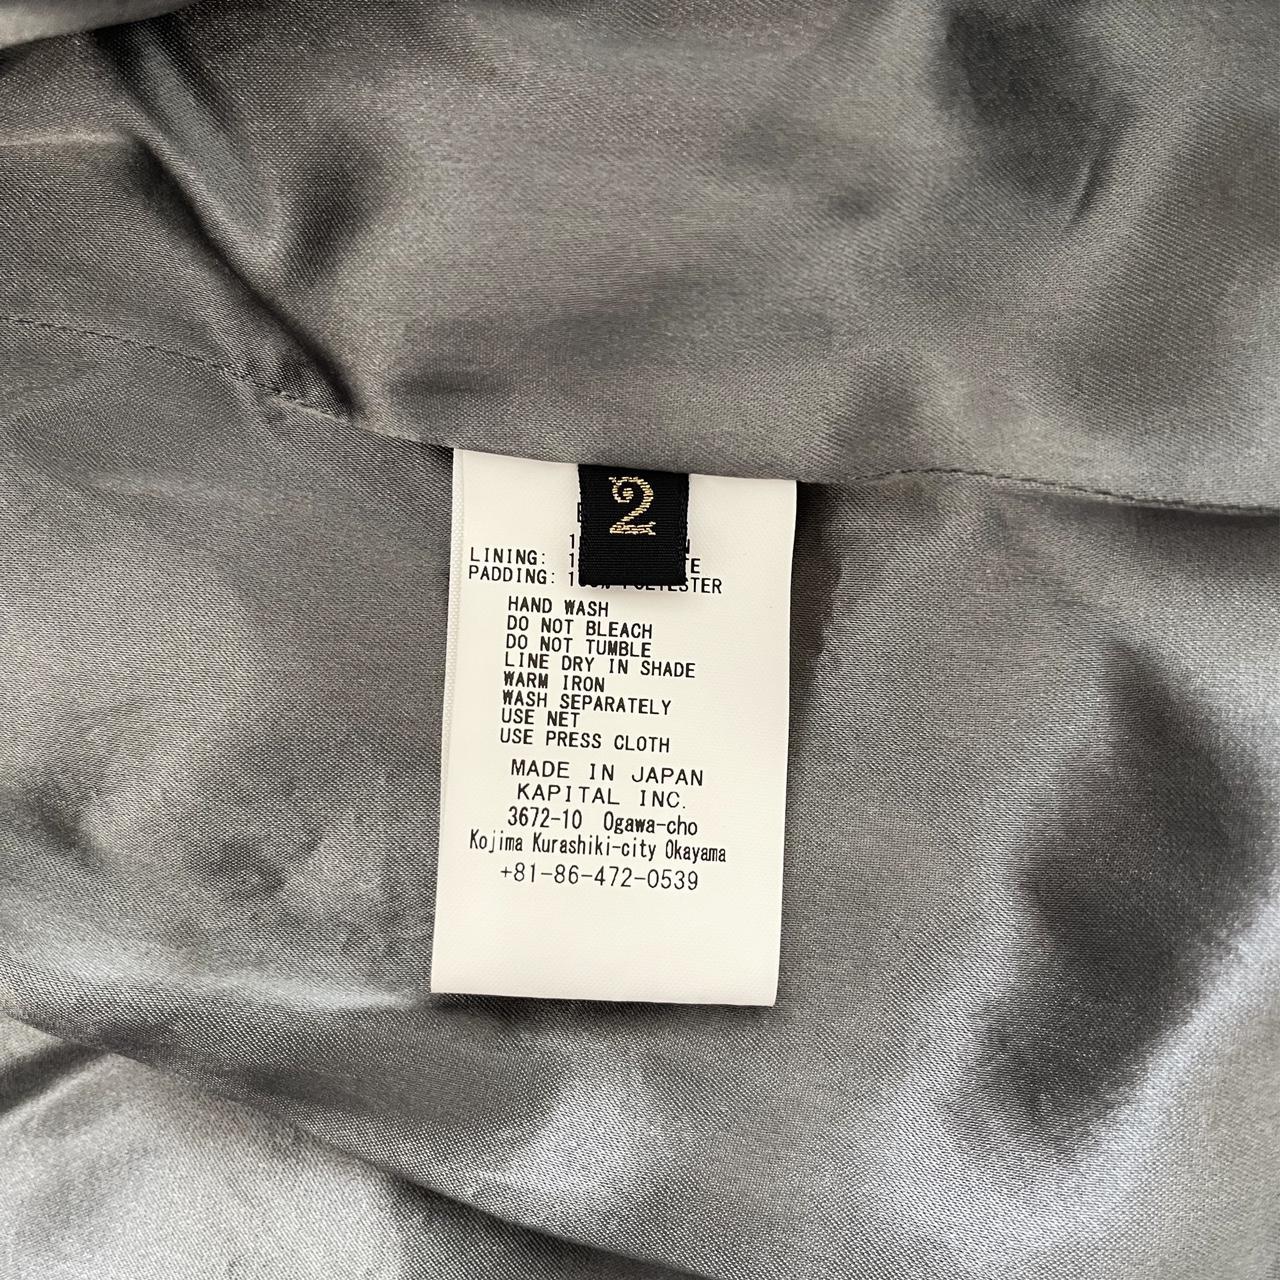 2
LINING:
PADDING: 100% POLYESTER
HAND WASH
DO NOT BLEACH
DO NOT TUMBLE
LINE DRY IN SHADE
WARM IRON
WASH SEPARATELY
USE NET
USE PRESS CLOTH
MADE IN JAPAN
KAPITAL INC.
3672-10 Ogawa-cho
Kojima Kurashiki-city Okayama
+81-86-472-0539